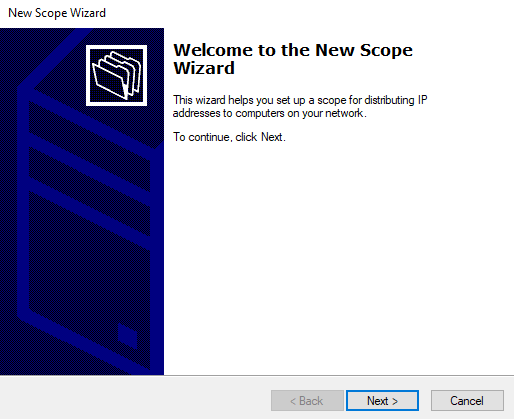 New Scope Wizard
Welcome to the New Scope
Wizard
This wizard helps you set up a scope for distributing IP
addresses to computers on your network.
To continue, click Next.
< Back
Next >
Cancel